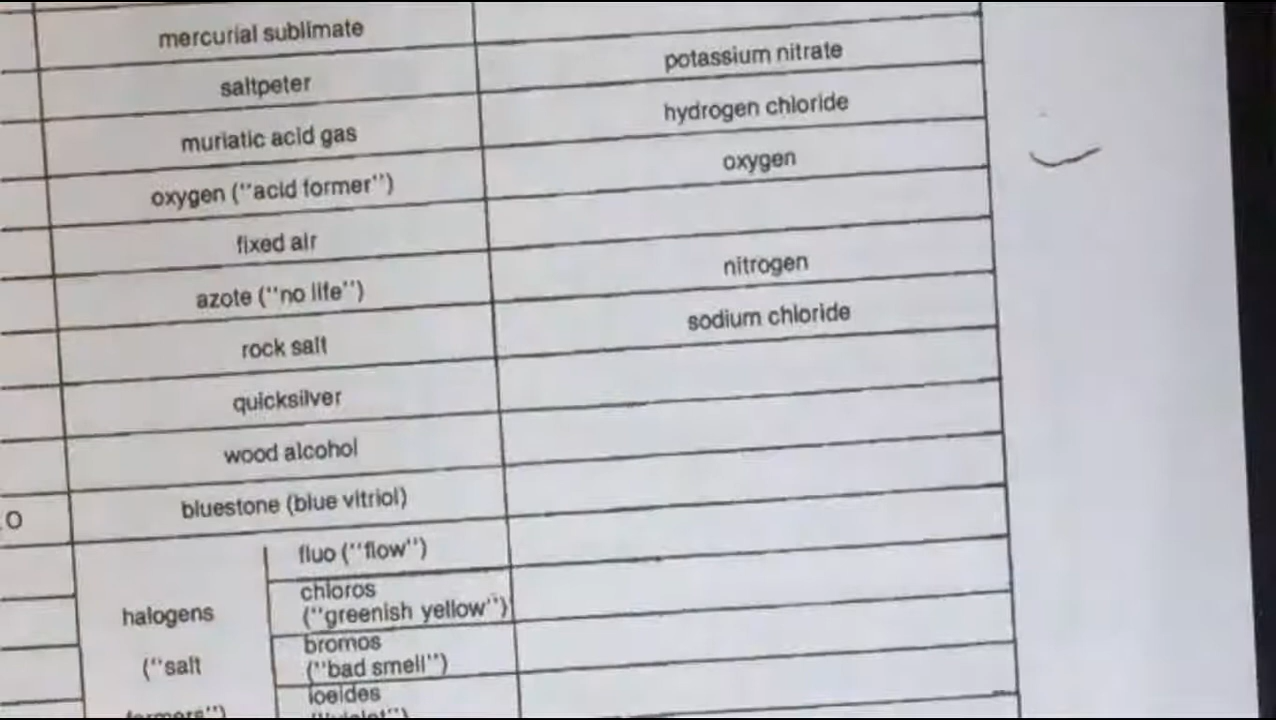 mercurial sublimate
saltpeter potassium nitrate
muriatic acid gas hydrogen chloride
oxygen (''acid former'') oxygen
fixed air
azote (''no life'') nitrogen
rock salt sodium chloride
quicksilver
wood alcohol
O bluestone (blue vitriol)
fluo (''flow'')
chloros
halogens (''greenish yellow'')
bromos
(''salt (''bad smell'')
ioeides
formers'') (''violet'')